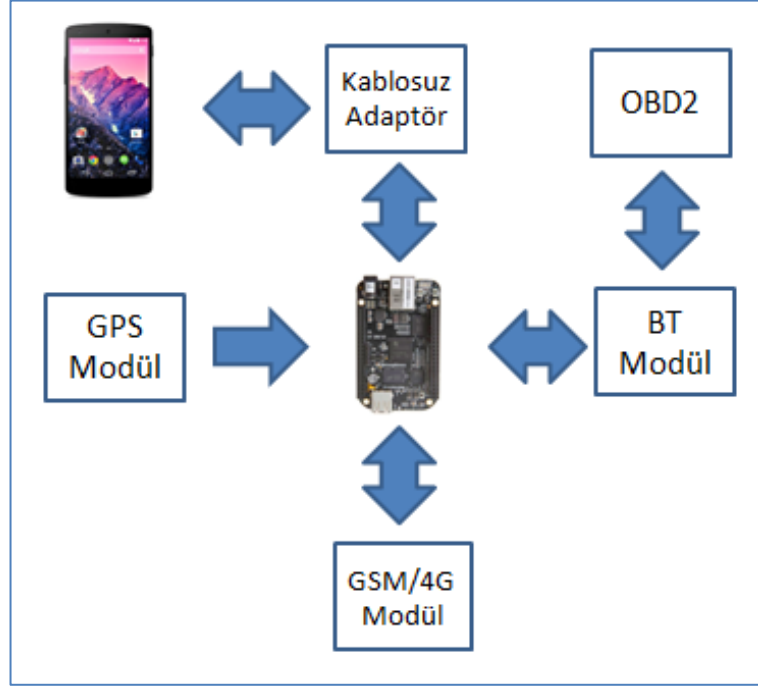 Kablosuz
Adaptör
OBD2
GPS
Modül
BT
Modül
GSM/4G
Modül